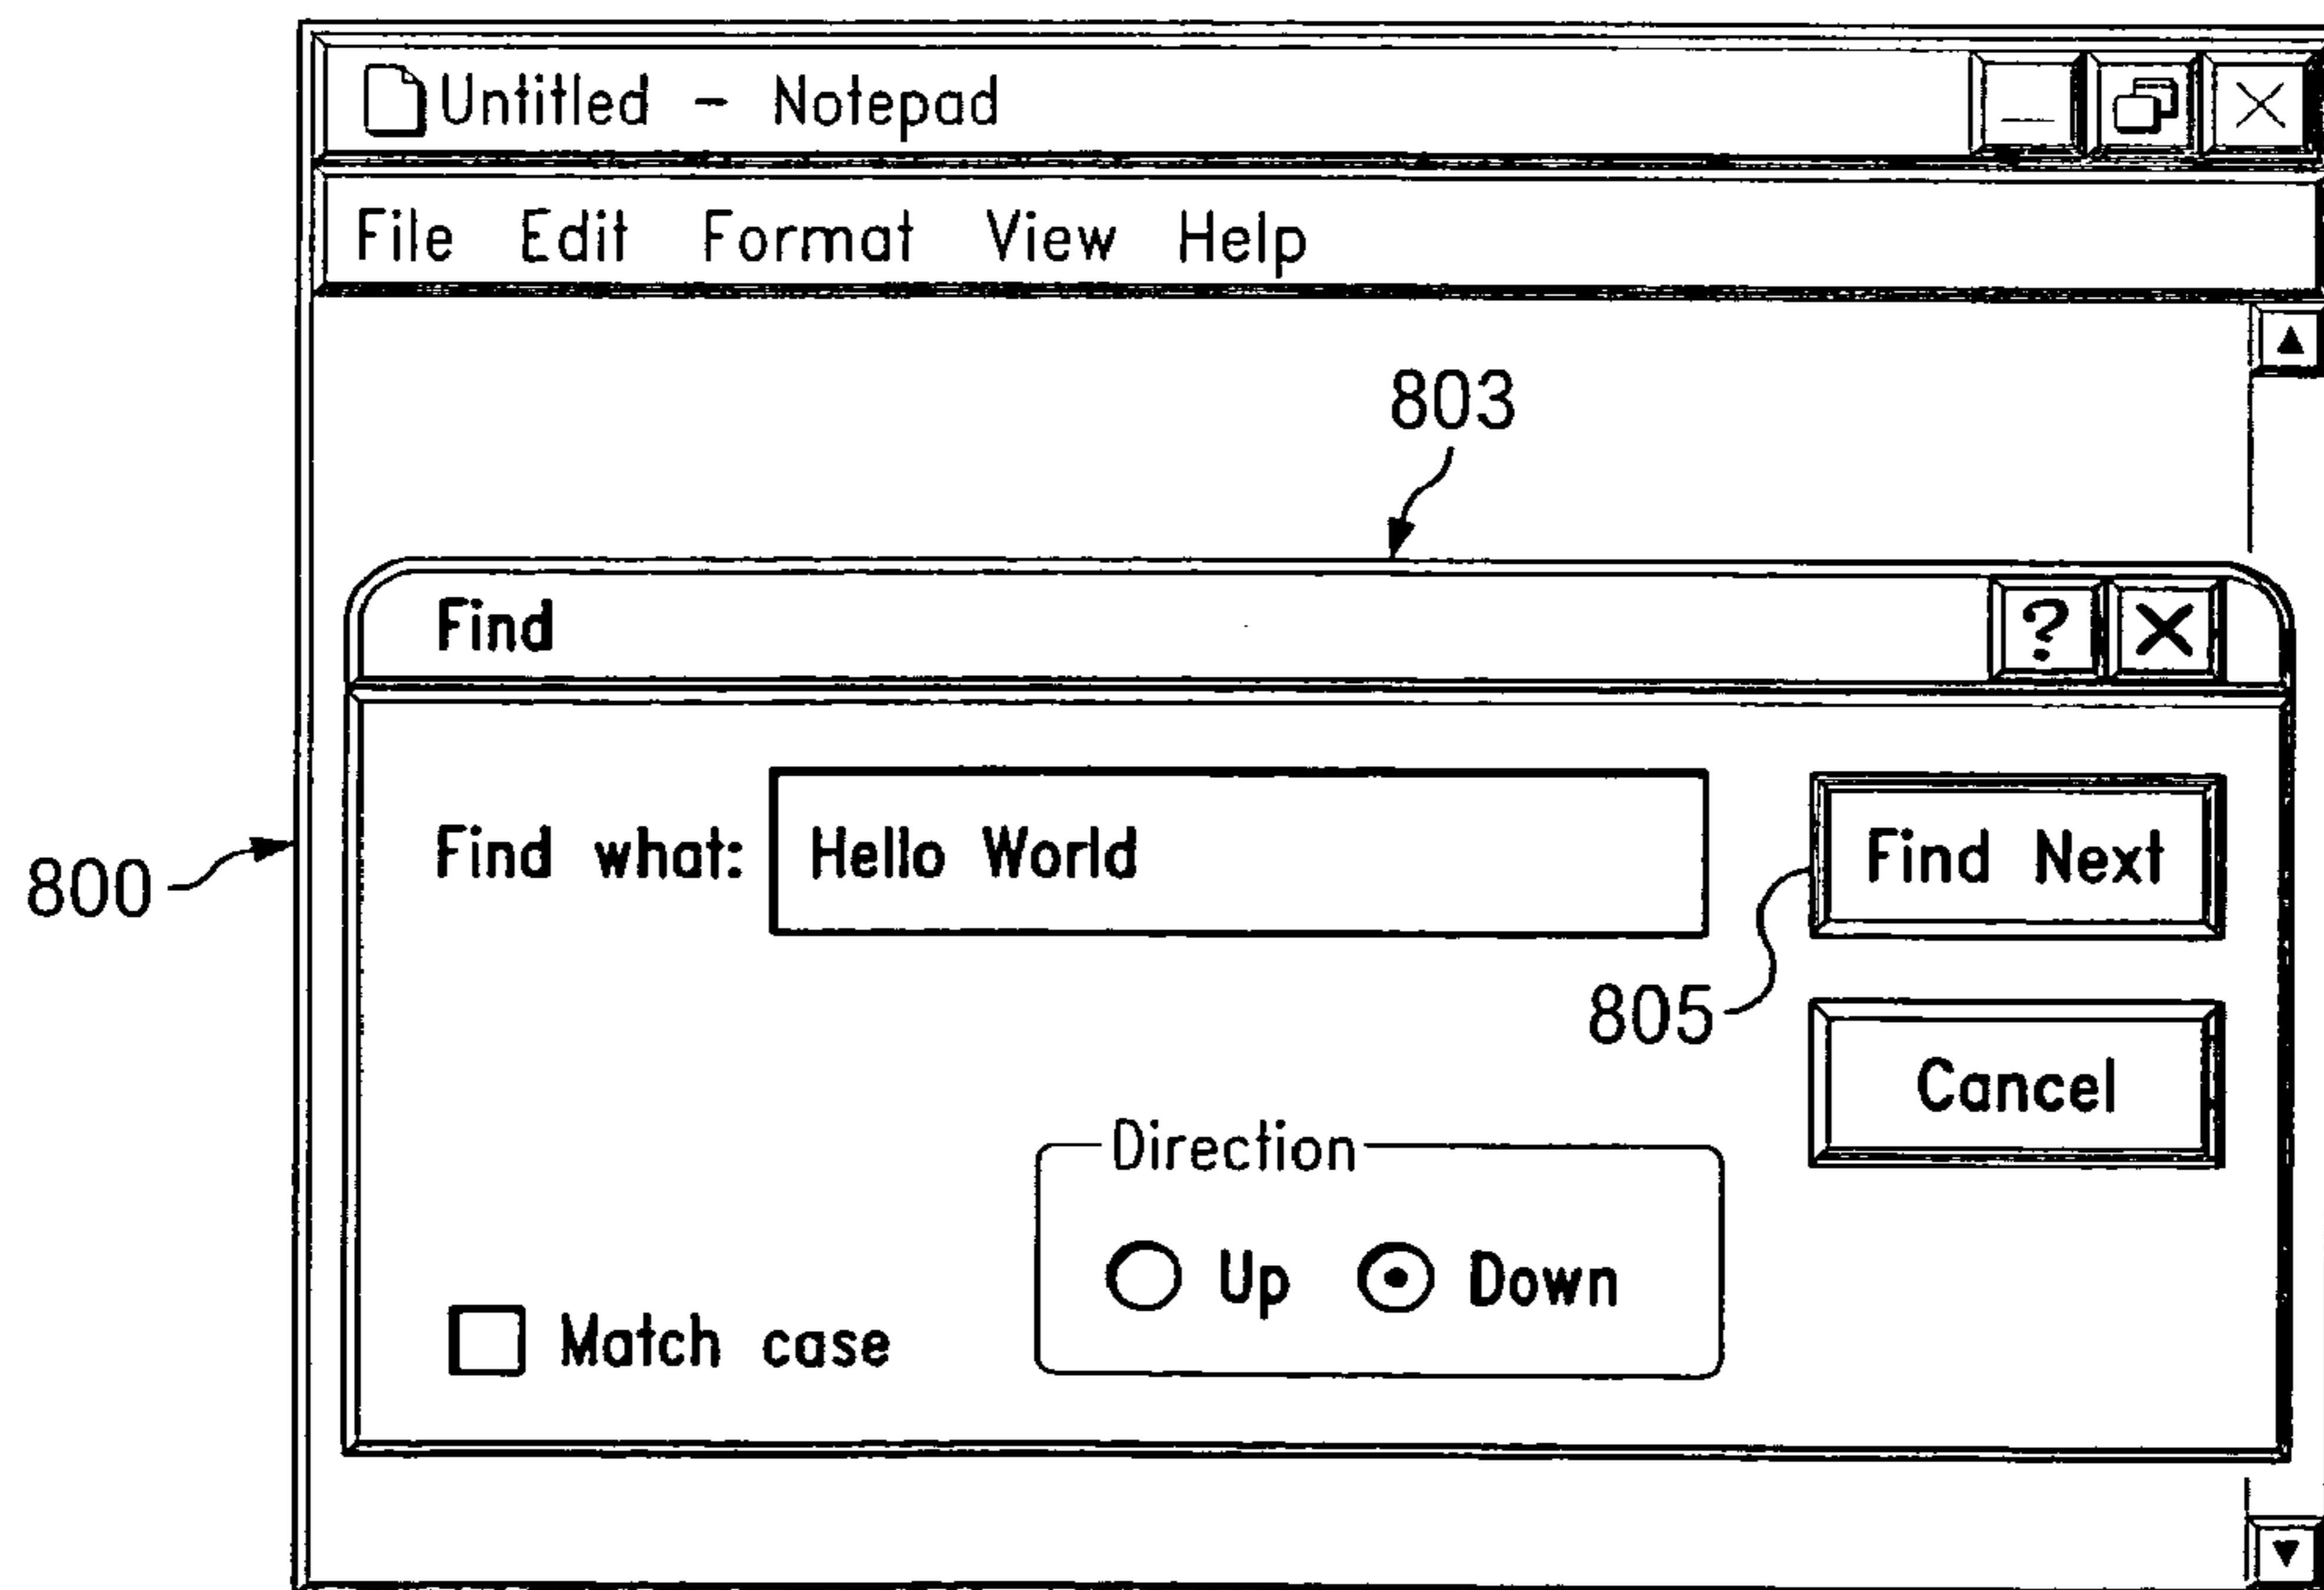 Untitled - Notepad
File Edit Format View Help
803
Find ?
Find what: Hello World Find Next
800
805
Cancel
Direction
Up Down
Match case